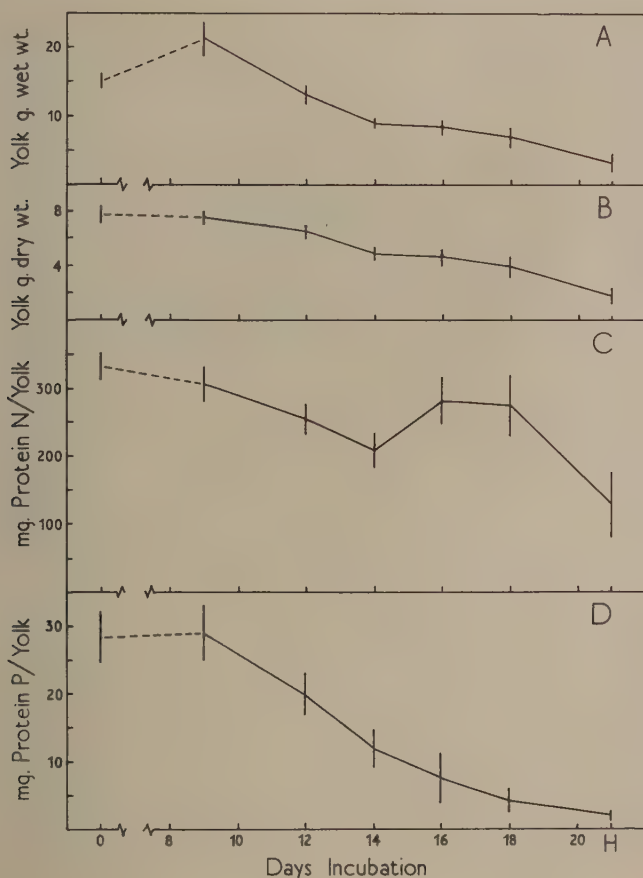 A
Yolk g. wet wt.
20
10
B
Yolk g. dry wt.
8
4
C
mg. Protein N/Yolk
300
200
100
D
mg. Protein P/Yolk
30
20
10
0 8 10 12 14 16 18 20 H
Days Incubation